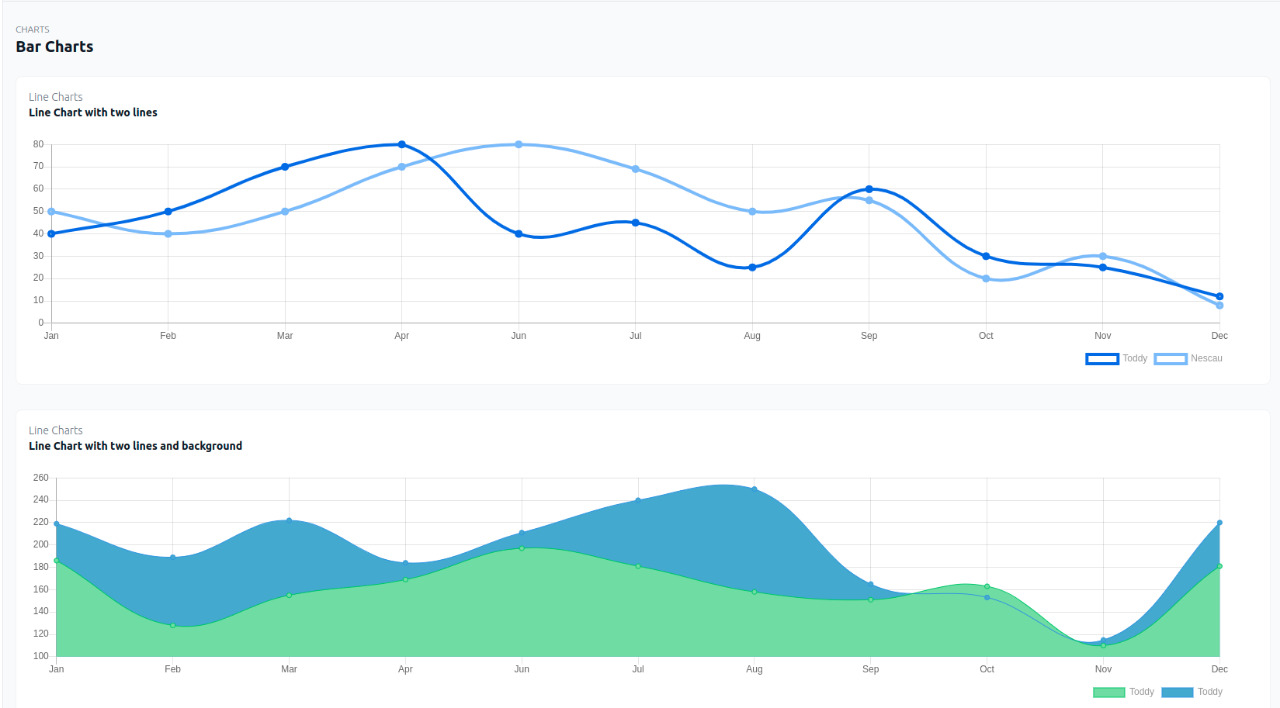 CHARTS
Bar Charts
Line Charts
Line Chart with two lines
80
70
60
50
40
30
20
10
0
Jan Feb Mar Apr Jun Jul Aug Sep Oct Nov Dec
Toddy Nescau
Line Charts
Line Chart with two lines and background
260
240
220
200
180
160
140
120
100
Jan Feb Mar Apr Jun Jul Aug Sep Oct Nov Dec
Toddy Toddy